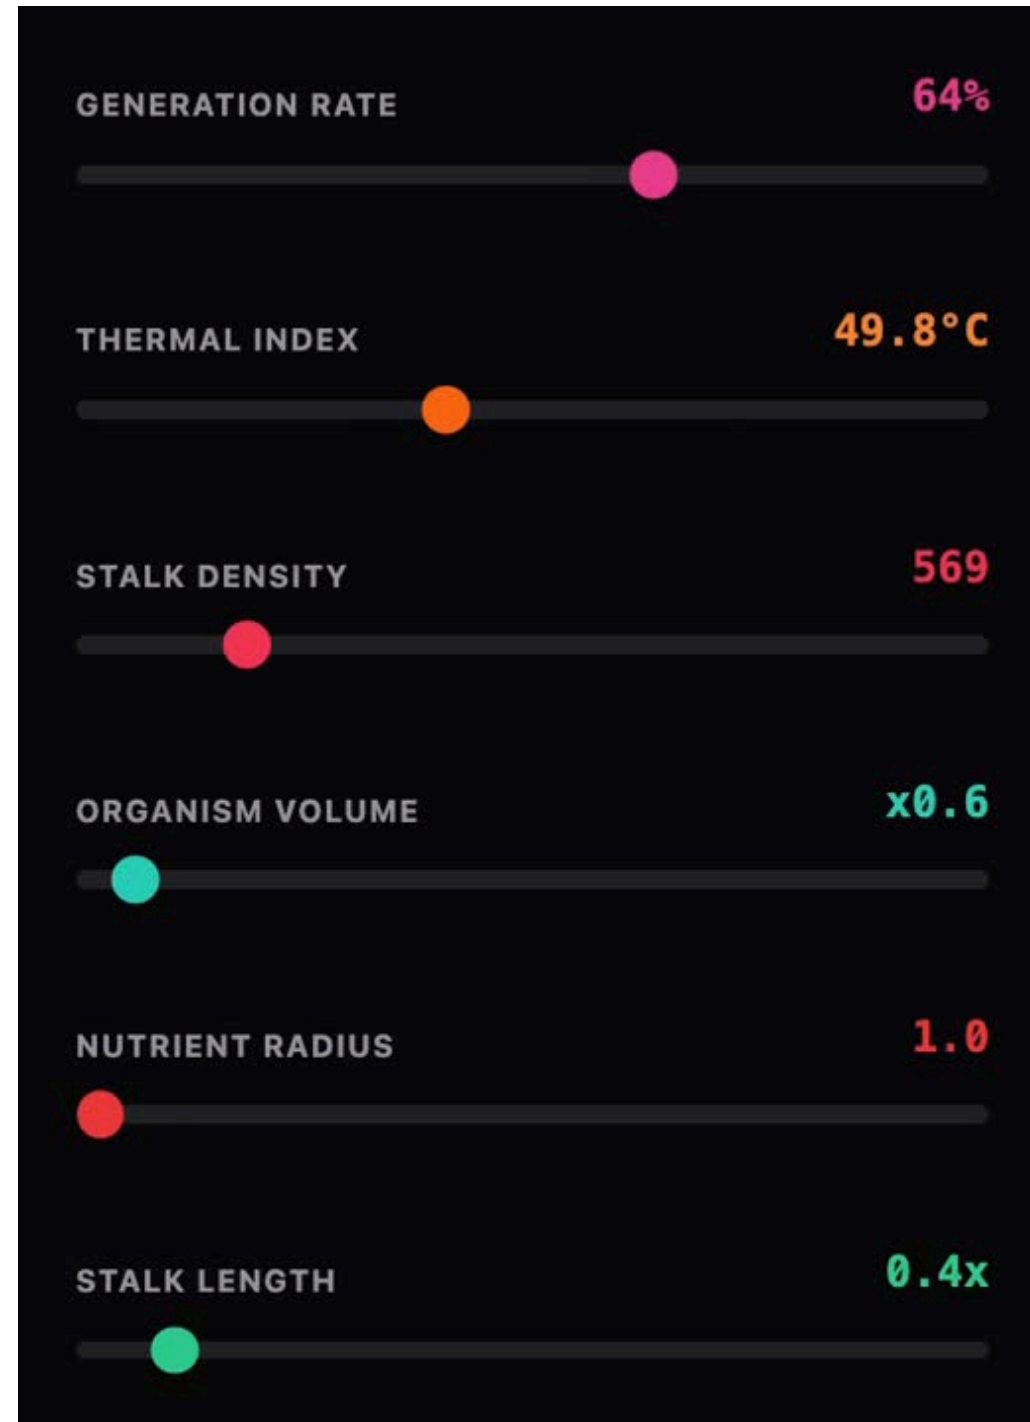 GENERATION RATE 64%
THERMAL INDEX 49.8°C
STALK DENSITY 569
ORGANISM VOLUME x0.6
NUTRIENT RADIUS 1.0
STALK LENGTH 0.4x